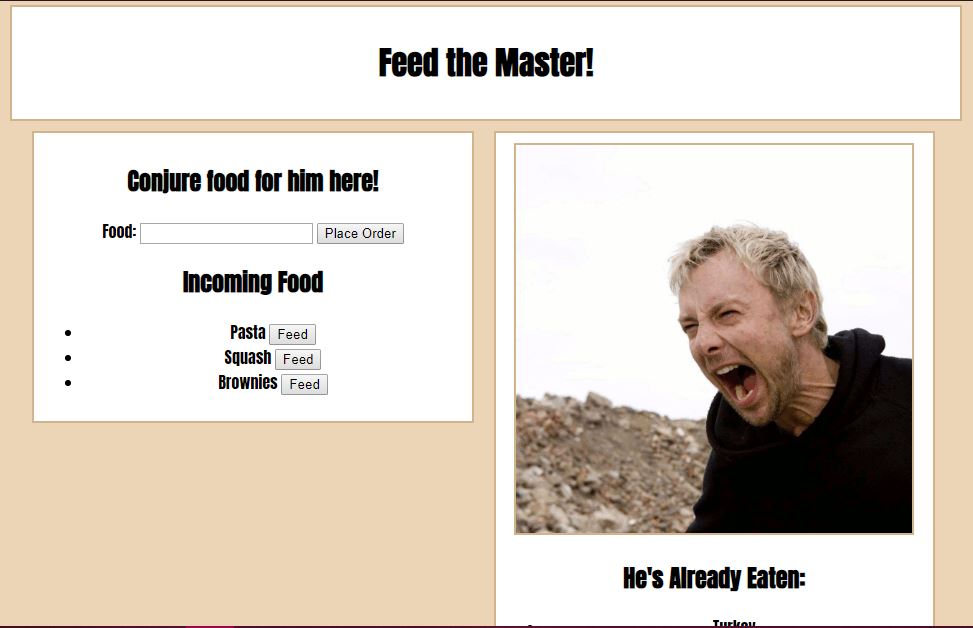 Feed the Master!
Conjure food for him here!
Food: Place Order
Incoming Food
Pasta Feed
Squash Feed
Brownies Feed
He's Already Eaten:
Turkey